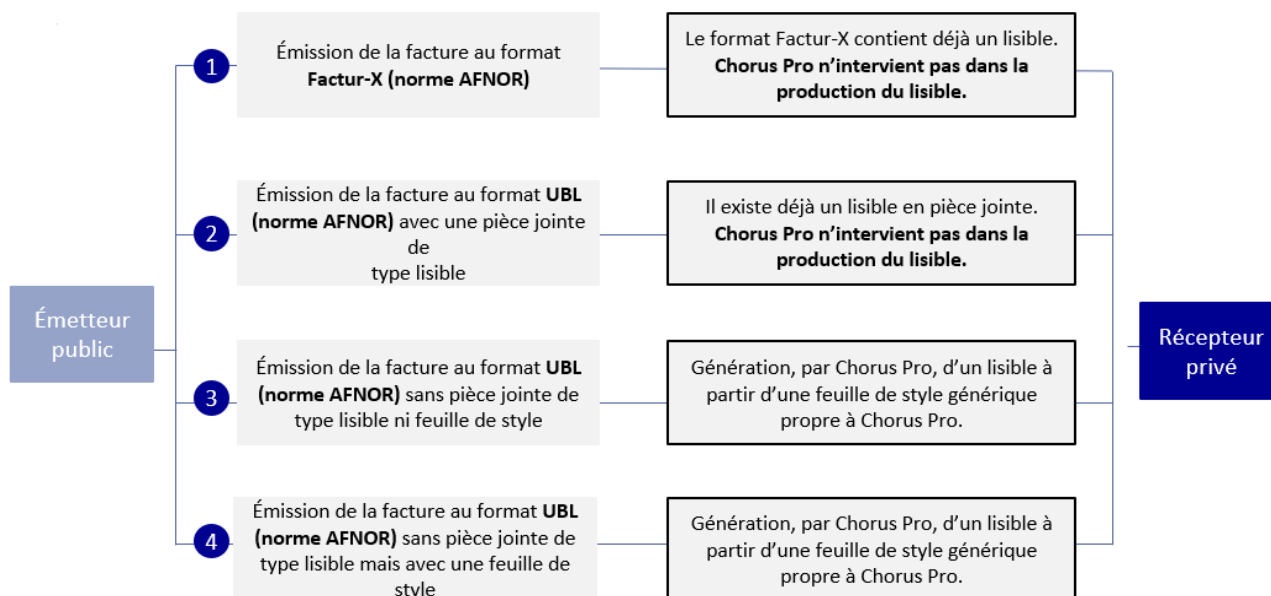 1
Émission de la facture au format
Factur-X (norme AFNOR)
Le format Factur-X contient déjà un lisible.
Chorus Pro n’intervient pas dans la
production du lisible.
2
Émission de la facture au format UBL
(norme AFNOR) avec une pièce jointe
de
type lisible
Il existe déjà un lisible en pièce jointe.
Chorus Pro n’intervient pas dans la
production du lisible.
Émetteur
public
Récepteur
privé
3
Émission de la facture au format UBL
(norme AFNOR) sans pièce jointe de
type lisible ni feuille de style
Génération, par Chorus Pro, d’un lisible à
partir d’une feuille de style générique
propre à Chorus Pro.
4
Émission de la facture au format UBL
(norme AFNOR) sans pièce jointe de
type lisible mais avec une feuille de
style
Génération, par Chorus Pro, d’un lisible à
partir d’une feuille de style générique
propre à Chorus Pro.